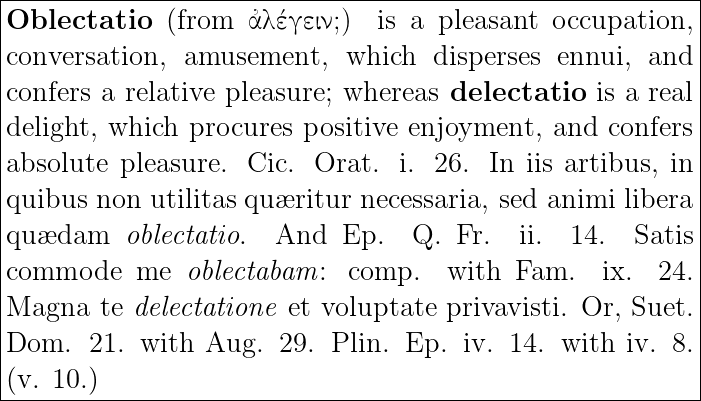 Oblectatio (from ἀλέγειν;) is a pleasant occupation,
conversation, amusement, which disperses ennui, and
confers a relative pleasure; whereas delectatio is a real
delight, which procures positive enjoyment, and confers
absolute pleasure. Cic. Orat. i. 26. In iis artibus, in
quibus non utilitas quæritur necessaria, sed animi libera
quædam oblectatio. And Ep. Q. Fr. ii. 14. Satis
commode me oblectabam: comp. with Fam. ix. 24.
Magna te delectatione et voluptate privavisti. Or, Suet.
Dom. 21. with Aug. 29. Plin. Ep. iv. 14. with iv. 8.
(v. 10.)